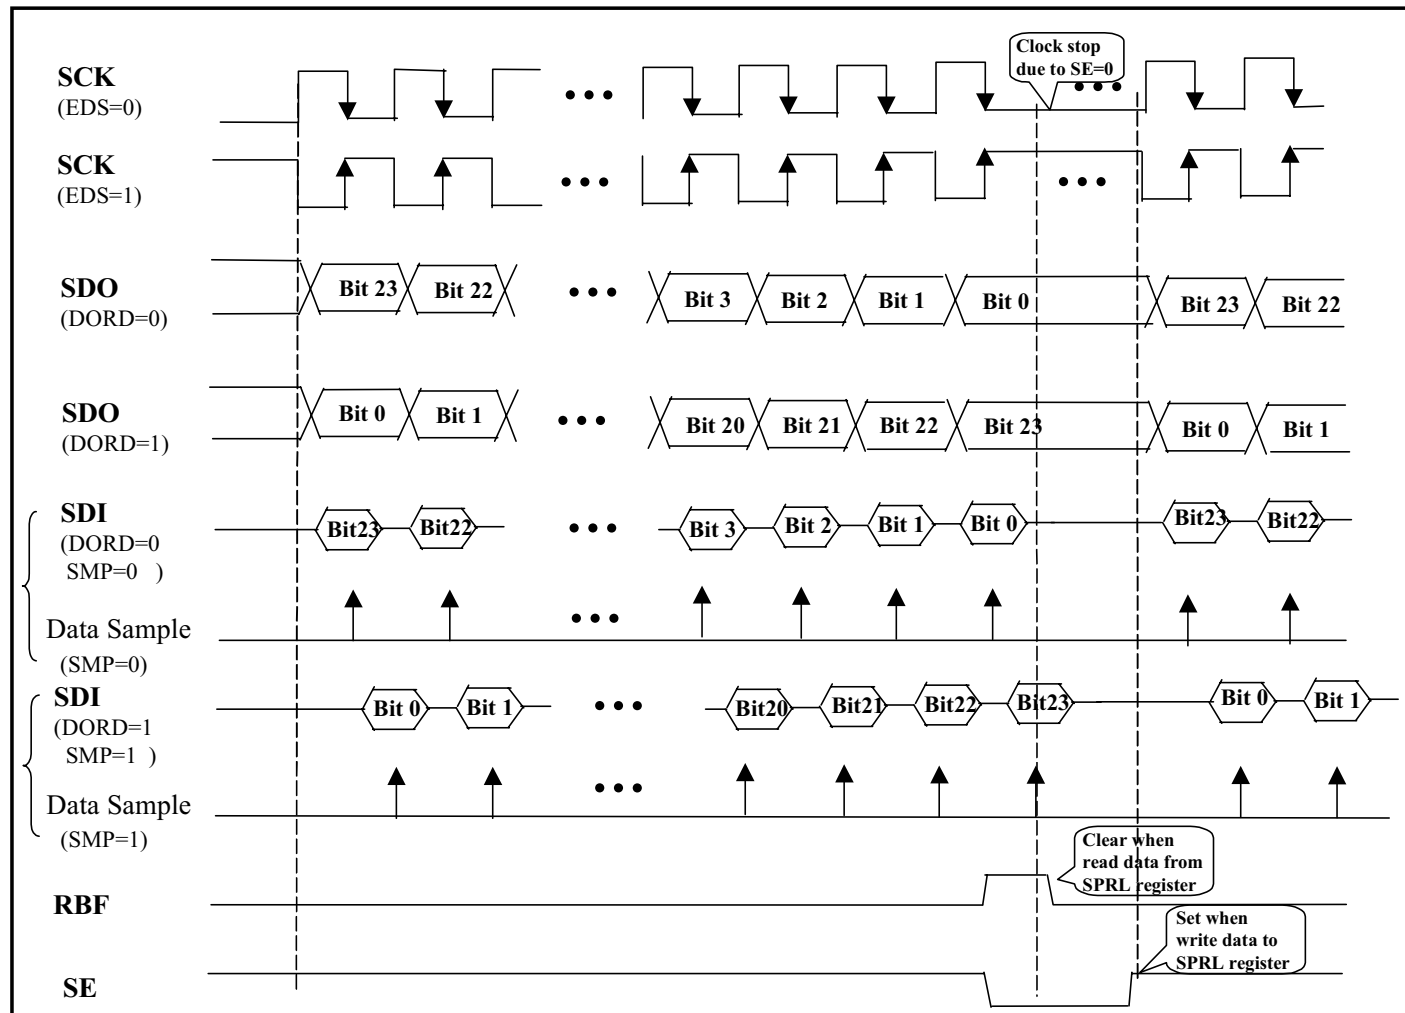 Clock stop
due to SE=0
SCK
(EDS=0)
SCK
(EDS=1)
SDO
(DORD=0)
Bit 23 Bit 22 Bit 3 Bit 2 Bit 1 Bit 0 Bit 23 Bit 22
SDO
(DORD=1)
Bit 0 Bit 1 Bit 20 Bit 21 Bit 22 Bit 23 Bit 0 Bit 1
SDI
(DORD=0
SMP=0 )
Bit23 Bit22 Bit 3 Bit 2 Bit 1 Bit 0 Bit23 Bit22
Data Sample
(SMP=0)
SDI
(DORD=1
SMP=1 )
Bit 0 Bit 1 Bit20 Bit21 Bit22 Bit23 Bit 0 Bit 1
Data Sample
(SMP=1)
Clear when
read data from
SPRL register
RBF
Set when
write data to
SPRL register
SE